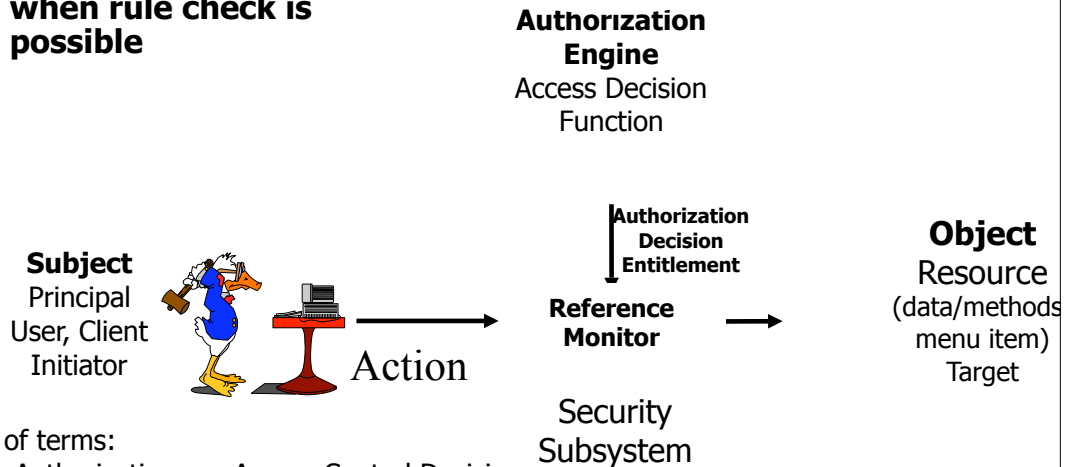 when rule check is
possible
Authorization
Engine
Access Decision
Function
Authorization
Decision
Entitlement
Subject
Principal
User, Client
Initiator
Action
Reference
Monitor
Object
Resource
(data/methods
menu item)
Target
Security
Subsystem
of terms: